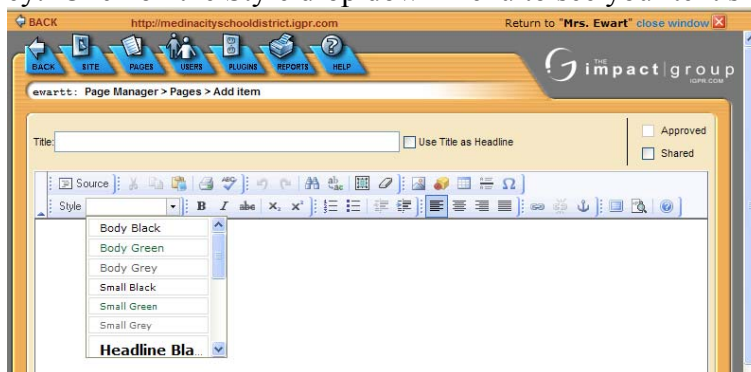 BACK http://medinacityschooldistrict.igpr.com Return to "Mrs. Ewart" close window
BACK SITE PAGES USERS PLUGINS REPORTS HELP
THE impact group
IGPR.COM
ewartt: Page Manager > Pages > Add item
Title: Use Title as Headline
Approved
Shared
Source
Style
Body Black
Body Green
Body Grey
Small Black
Small Green
Small Grey
Headline Bla...